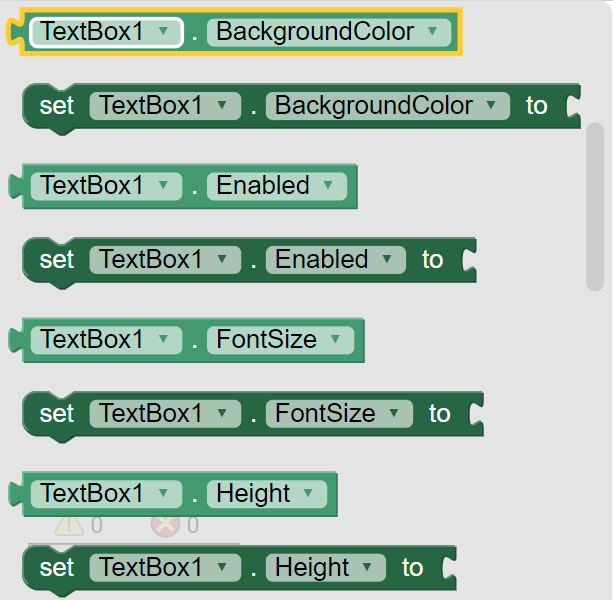 TextBox1 . BackgroundColor
set TextBox1 . BackgroundColor to
TextBox1 . Enabled
set TextBox1 . Enabled to
TextBox1 . FontSize
set TextBox1 . FontSize to
TextBox1 . Height
0 0
set TextBox1 . Height to